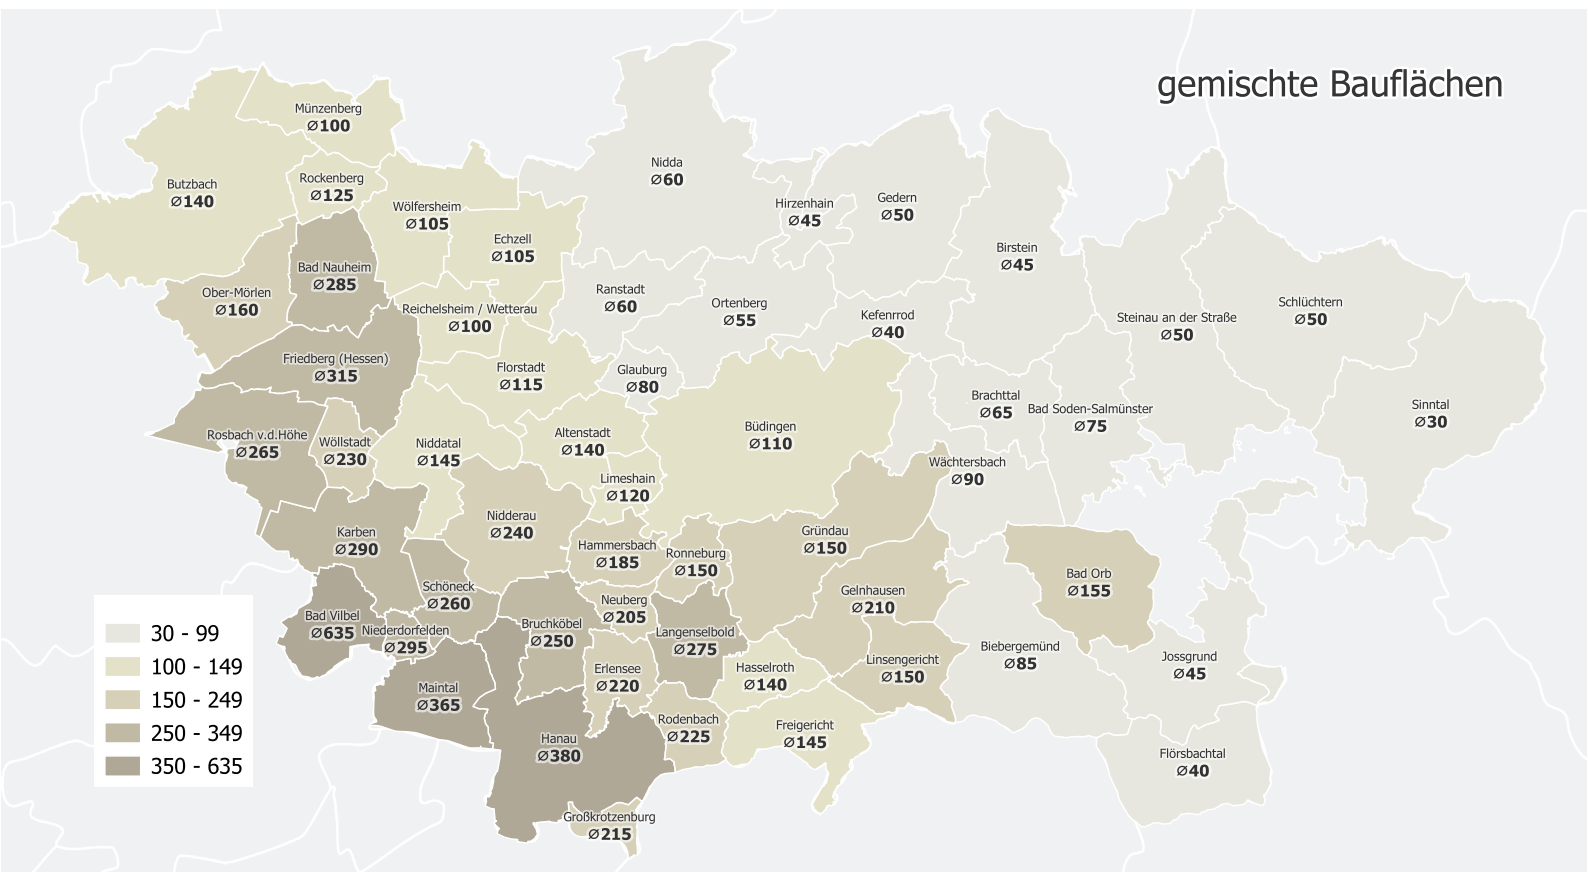 gemischte Bauflächen
Münzenberg
⌀100
Butzbach
⌀140
Rockenberg
⌀125
Wölfersheim
⌀105
Echzell
⌀105
Nidda
⌀60
Hirzenhain
⌀45
Gedern
⌀50
Birstein
⌀45
Bad Nauheim
⌀285
Ober-Mörlen
⌀160
Reichelsheim / Wetterau
⌀100
Ranstadt
⌀60
Ortenberg
⌀55
Kefenrrod
⌀40
Steinau an der Straße
⌀50
Schlüchtern
⌀50
Friedberg (Hessen)
⌀315
Florstadt
⌀115
Glauburg
⌀80
Brachttal
⌀65
Bad Soden-Salmünster
⌀75
Sinntal
⌀30
Rosbach v.d.Höhe
⌀265
Wöllstadt
⌀230
Niddatal
⌀145
Altenstadt
⌀140
Büdingen
⌀110
Limeshain
⌀120
Wächtersbach
⌀90
Karben
⌀290
Nidderau
⌀240
Hammersbach
⌀185
Ronneburg
⌀150
Gründau
⌀150
Schöneck
⌀260
Neuberg
⌀205
Gelnhausen
⌀210
Bad Orb
⌀155
Bad Vilbel
⌀635
Niederdorfelden
⌀295
Bruchköbel
⌀250
Langenselbold
⌀275
Biebergemünd
⌀85
Jossgrund
⌀45
Maintal
⌀365
Erlensee
⌀220
Hasselroth
⌀140
Linsengericht
⌀150
Hanau
⌀380
Rodenbach
⌀225
Freigericht
⌀145
Flörsbachtal
⌀40
Großkrotzenburg
⌀215
30 - 99
100 - 149
150 - 249
250 - 349
350 - 635